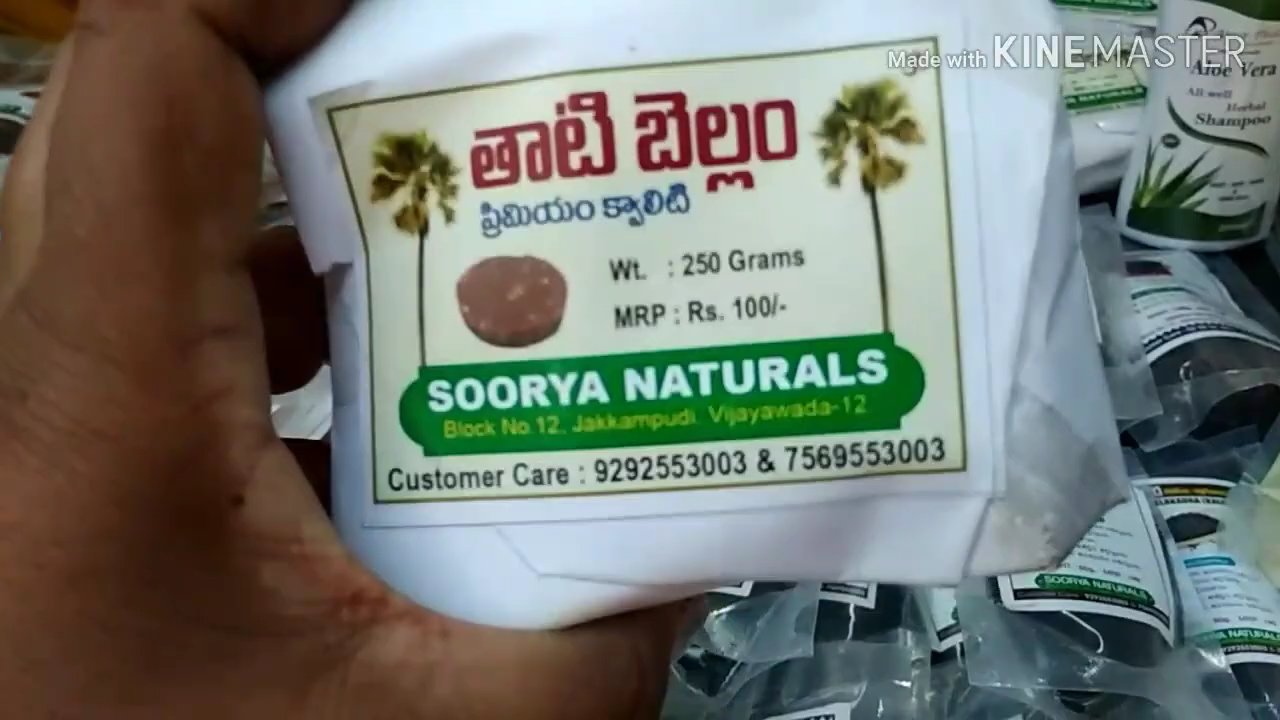 Made with KINEMASTER
తాటి బెల్లం
ప్రిమియం క్వాలిటి
Wt. : 250 Grams
MRP : Rs. 100/-
SOORYA NATURALS
Block No.12, Jakkampudi, Vijayawada-12
Customer Care : 9292553003 & 7569553003
Aloe Vera
All well
Herbal
Shampoo
SOORYA NATURALS